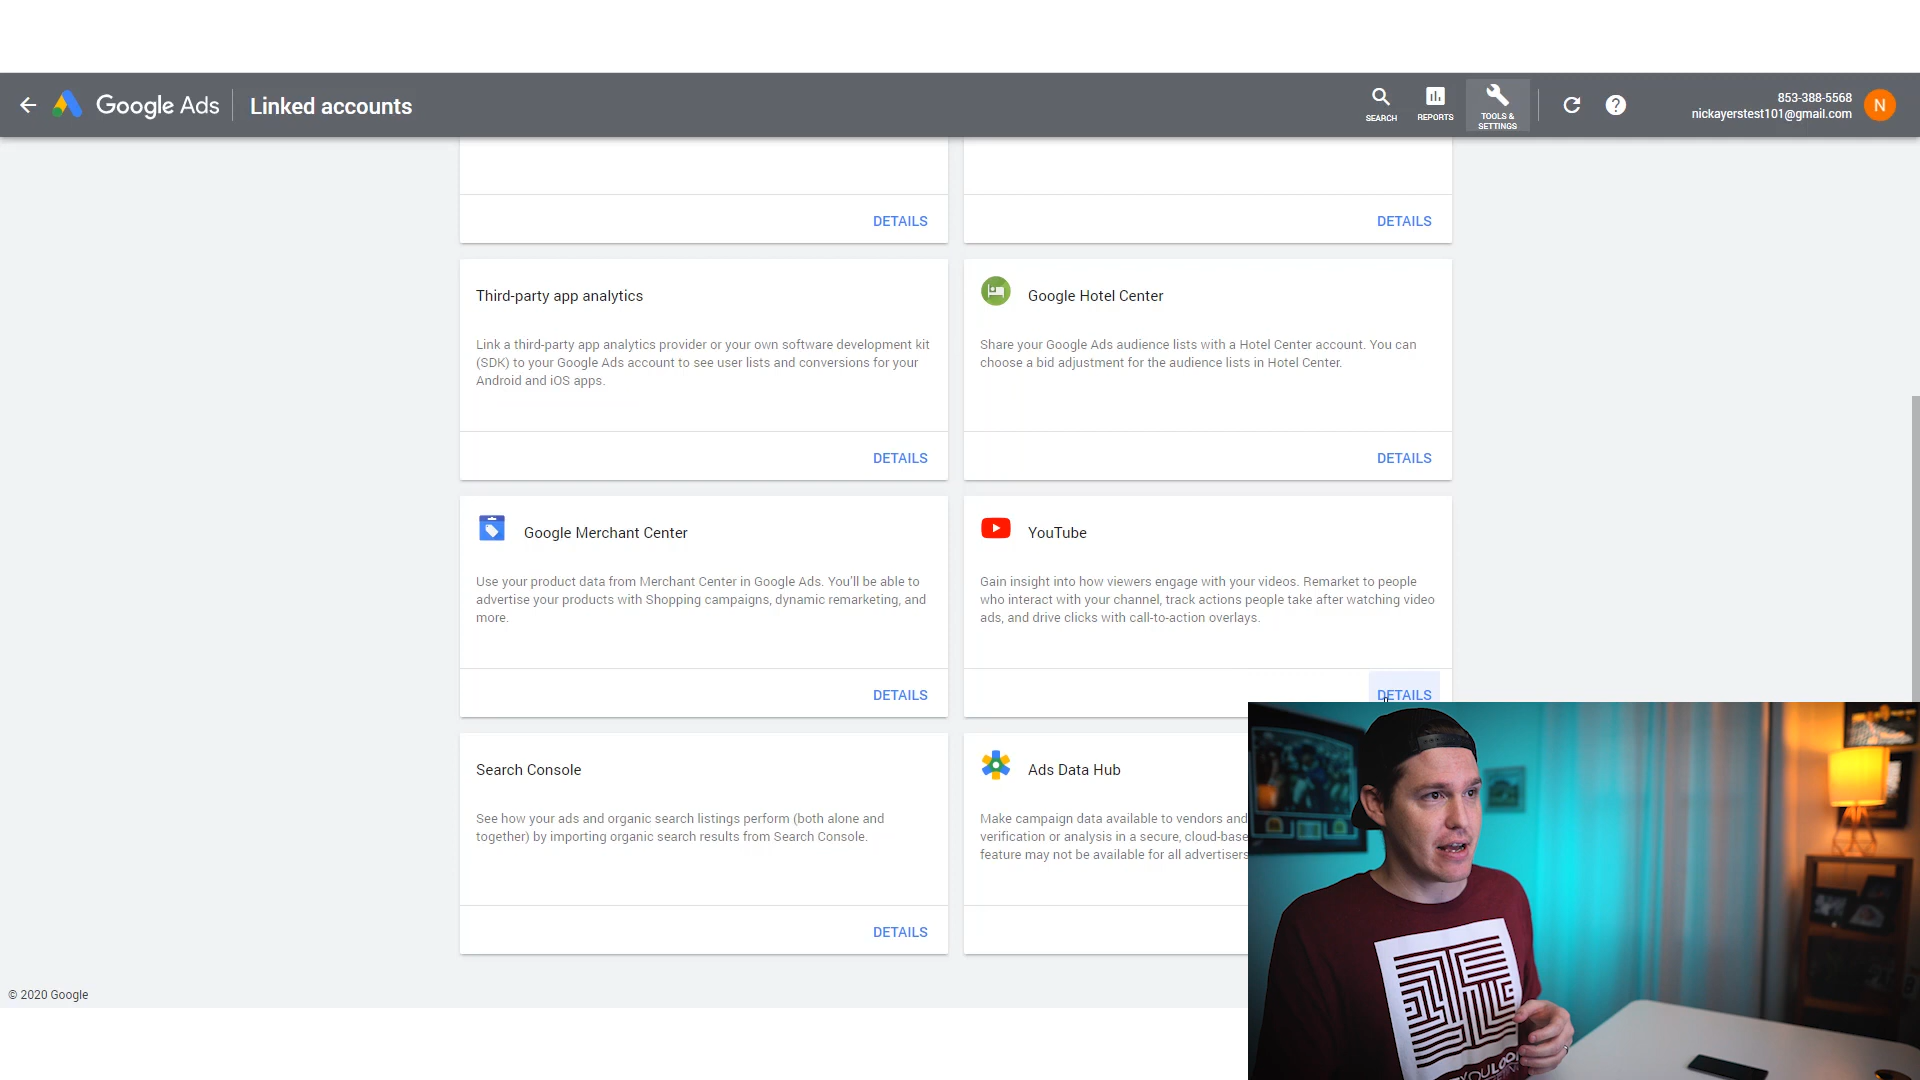 Google Ads
Linked accounts
SEARCH
REPORTS
TOOLS &
SETTINGS
853-388-5568
nickayerstest101@gmail.com
N
DETAILS
DETAILS
Third-party app analytics
Link a third-party app analytics provider or your own software development kit
(SDK) to your Google Ads account to see user lists and conversions for your
Android and iOS apps.
DETAILS
Google Hotel Center
Share your Google Ads audience lists with a Hotel Center account. You can
choose a bid adjustment for the audience lists in Hotel Center.
DETAILS
Google Merchant Center
Use your product data from Merchant Center in Google Ads. You'll be able to
advertise your products with Shopping campaigns, dynamic remarketing, and
more.
DETAILS
YouTube
Gain insight into how viewers engage with your videos. Remarket to people
who interact with your channel, track actions people take after watching video
ads, and drive clicks with call-to-action overlays.
DETAILS
Search Console
See how your ads and organic search listings perform (both alone and
together) by importing organic search results from Search Console.
DETAILS
Ads Data Hub
Make campaign data available to vendors and
verification or analysis in a secure, cloud-base
feature may not be available for all advertisers
© 2020 Google